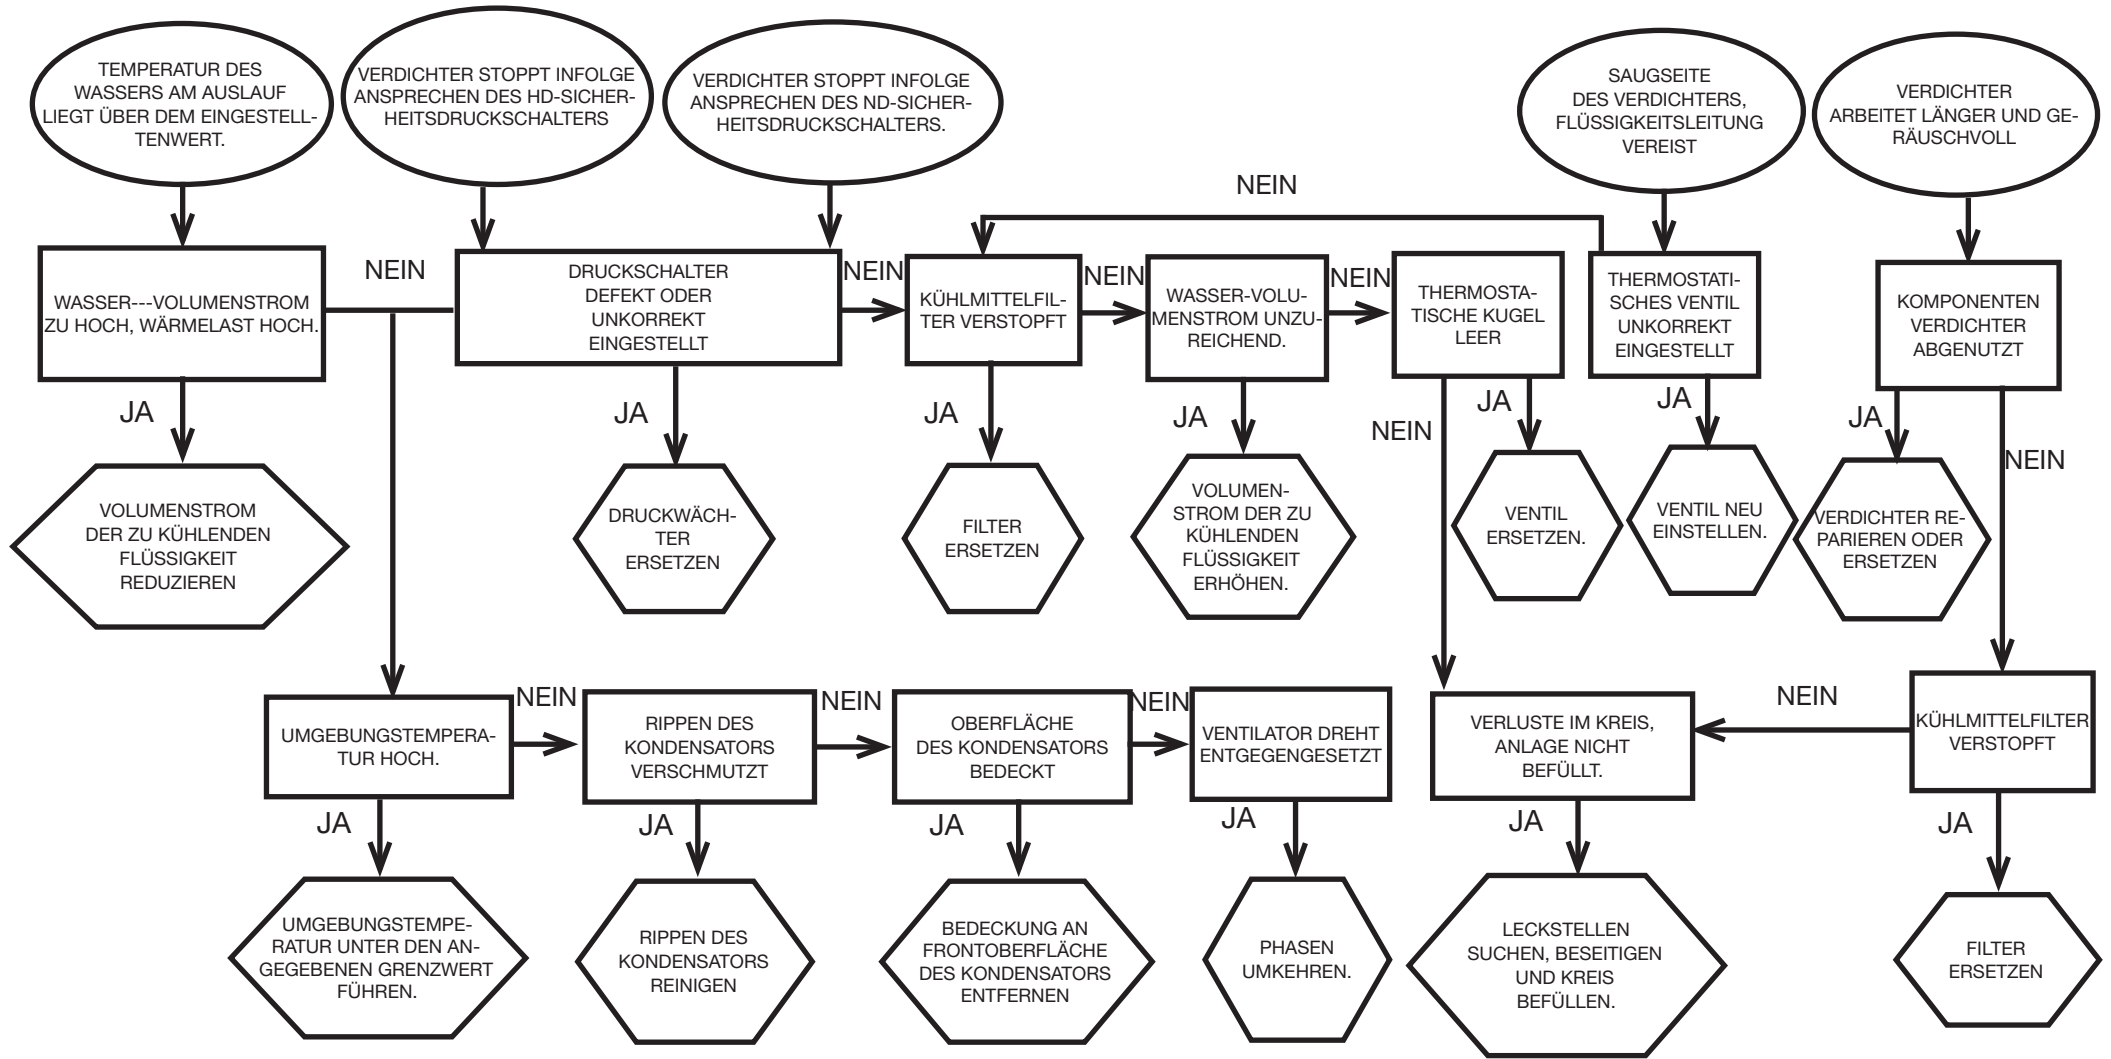 TEMPERATUR DES
WASSERS AM AUSLAUF
LIEGT ÜBER DEM EINGESTELL-
TENWERT.
VERDICHTER STOPPT INFOLGE
ANSPRECHEN DES HD-SICHER-
HEITSDRUCKSCHALTERS
VERDICHTER STOPPT INFOLGE
ANSPRECHEN DES ND-SICHER-
HEITSDRUCKSCHALTERS.
SAUGSEITE
DES VERDICHTERS,
FLÜSSIGKEITSLEITUNG
VEREIST
VERDICHTER
ARBEITET LÄNGER UND GE-
RÄUSCHVOLL
NEIN
WASSER---VOLUMENSTROM
ZU HOCH, WÄRMELAST HOCH.
NEIN
DRUCKSCHALTER
DEFEKT ODER
UNKORREKT
EINGESTELLT
NEIN
KÜHLMITTELFIL-
TER VERSTOPFT
NEIN
WASSER-VOLU-
MENSTROM UNZU-
REICHEND.
NEIN
THERMOSTA-
TISCHE KUGEL
LEER
THERMOSTATI-
SCHES VENTIL
UNKORREKT
EINGESTELLT
KOMPONENTEN
VERDICHTER
ABGENUTZT
JA
JA
JA
JA
NEIN
JA
JA
JA
NEIN
VOLUMENSTROM
DER ZU KÜHLENDEN
FLÜSSIGKEIT
REDUZIEREN
DRUCKWÄCH-
TER
ERSETZEN
FILTER
ERSETZEN
VOLUMEN-
STROM DER ZU
KÜHLENDEN
FLÜSSIGKEIT
ERHÖHEN.
VENTIL
ERSETZEN.
VENTIL NEU
EINSTELLEN.
VERDICHTER RE-
PARIEREN ODER
ERSETZEN
UMGEBUNGSTEMPERA-
TUR HOCH.
NEIN
RIPPEN DES
KONDENSATORS
VERSCHMUTZT
NEIN
OBERFLÄCHE
DES KONDENSATORS
BEDECKT
NEIN
VENTILATOR DREHT
ENTGEGENGESETZT
VERLUSTE IM KREIS,
ANLAGE NICHT
BEFÜLLT.
NEIN
KÜHLMITTELFILTER
VERSTOPFT
JA
JA
JA
JA
JA
JA
UMGEBUNGSTEMPE-
RATUR UNTER DEN AN-
GEGEBENEN GRENZWERT
FÜHREN.
RIPPEN DES
KONDENSATORS
REINIGEN
BEDECKUNG AN
FRONTOBERFLÄCHE
DES KONDENSATORS
ENTFERNEN
PHASEN
UMKEHREN.
LECKSTELLEN
SUCHEN, BESEITIGEN
UND KREIS
BEFÜLLEN.
FILTER
ERSETZEN